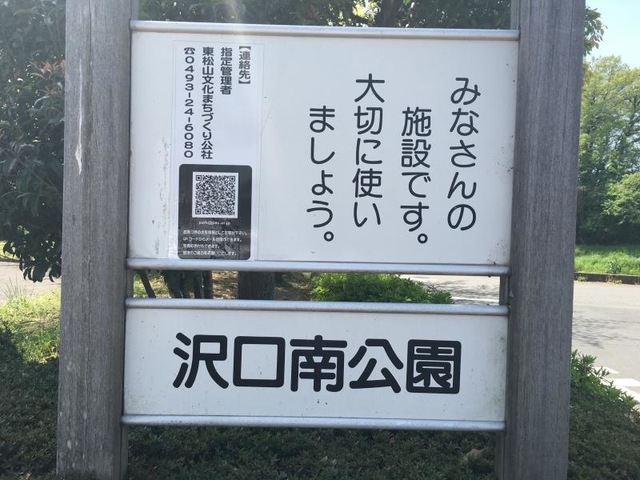 みなさんの
施設です。
大切に使い
ましょう。
【連絡先】
指定管理者
東松山文化まちづくり公社
☎0493-24-6080
沢口南公園